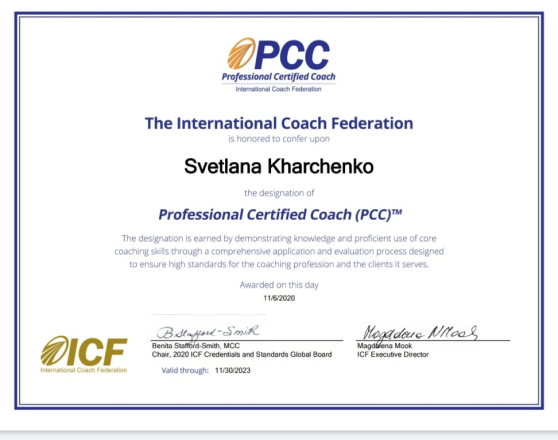 PCC
Professional Certified Coach
International Coach Federation
The International Coach Federation
is honored to confer upon
Svetlana Kharchenko
the designation of
Professional Certified Coach (PCC)™
The designation is earned by demonstrating knowledge and proficient use of core
coaching skills through a comprehensive application and evaluation process designed
to ensure high standards for the coaching profession and the clients it serves.
Awarded on this day
11/6/2020
B Stafford-Smith
Magdalena N Mook
Benita Stafford-Smith, MCC
Magdalena Mook
Chair, 2020 ICF Credentials and Standards Global Board
ICF Executive Director
ICF
International Coach Federation
Valid through: 11/30/2023